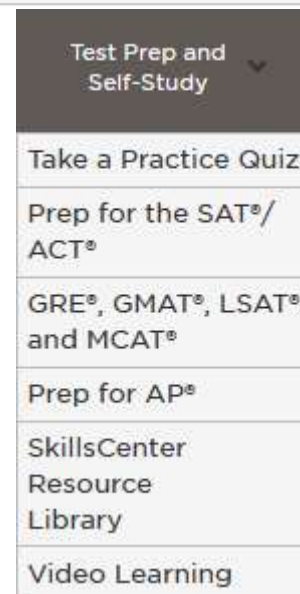 Test Prep and
Self-Study
Take a Practice Quiz
Prep for the SAT®/
ACT®
GRE®, GMAT®, LSAT®
and MCAT®
Prep for AP®
SkillsCenter
Resource
Library
Video Learning